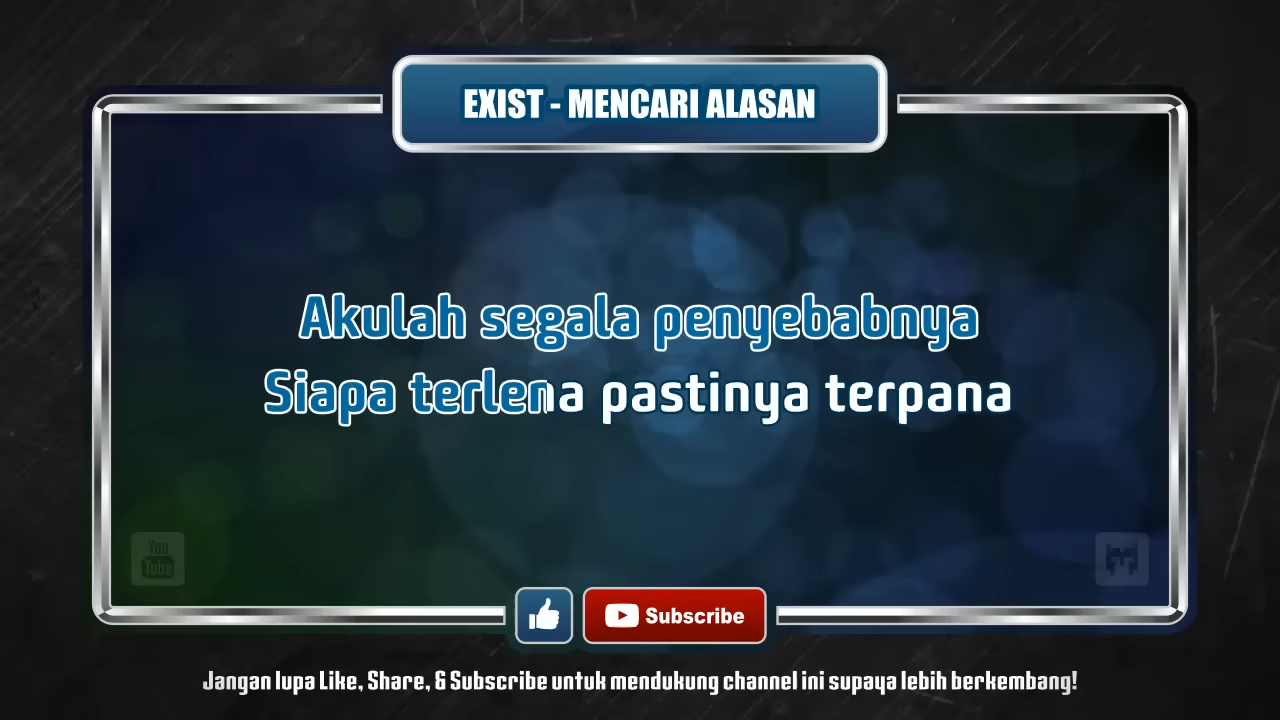 EXIST - MENCARI ALASAN
Akulah segala penyebabnya
Siapa terlena pastinya terpana
You
Tube
Subscribe
Jangan lupa Like, Share, & Subscribe untuk mendukung channel ini supaya lebih berkembang!